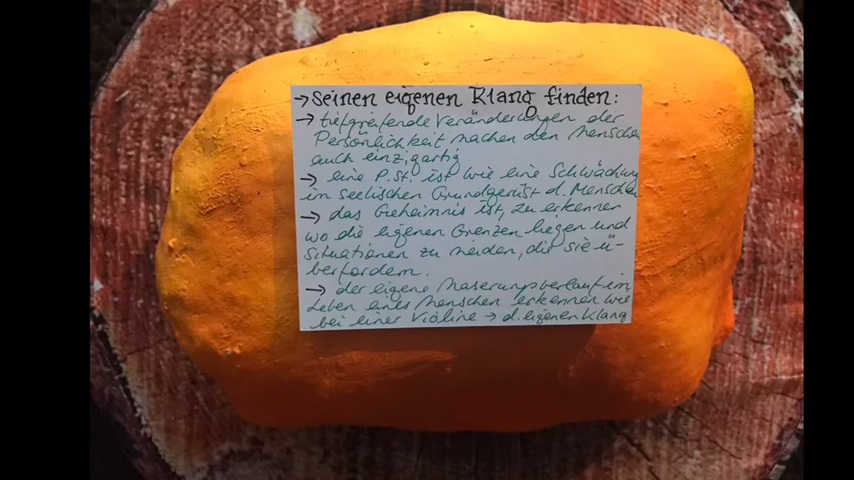 → seinen eigenen Klang finden:
→ tiefgreifende Veränderungen der
Persönlichkeit machen den Menschen
auch einzigartig
→ eine P.St. ist wie eine Schwächung
im seelischen Grundgerüst d. Menschen
→ das Geheimnis ist, zu erkennen
wo die eigenen Grenzen liegen und
Situationen zu meiden, die sie ü-
berfordern.
→ der eigene Maserungsverlauf im
Leben eines Menschen erkennen wie
bei einer Violine → d. eigenen Klang